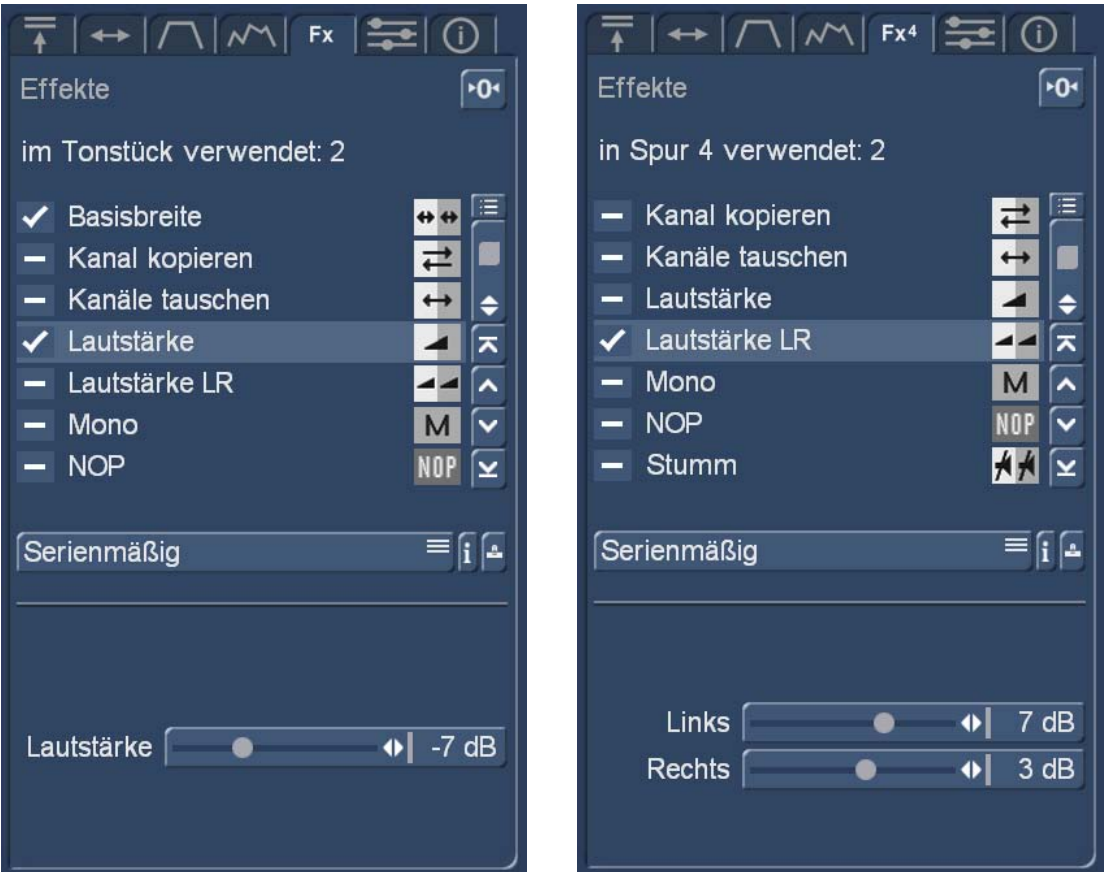 Fx
Effekte
▸0◂
im Tonstück verwendet: 2
Basisbreite
Kanal kopieren
Kanäle tauschen
Lautstärke
Lautstärke LR
Mono M
NOP NOP
Serienmäßig i
Lautstärke -7 dB
Fx4
Effekte
▸0◂
in Spur 4 verwendet: 2
Kanal kopieren
Kanäle tauschen
Lautstärke
Lautstärke LR
Mono M
NOP NOP
Stumm
Serienmäßig i
Links 7 dB
Rechts 3 dB